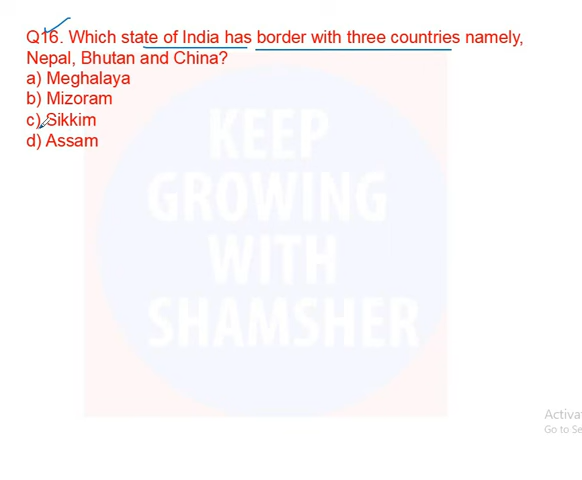 Q16. Which state of India has border with three countries namely,
Nepal, Bhutan and China?
a) Meghalaya
b) Mizoram
c) Sikkim
d) Assam
KEEP
GROWING
WITH
SHAMSHER
Activa
Go to Se